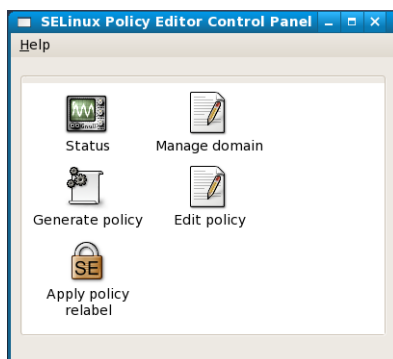 SELinux Policy Editor Control Panel
Help
Status
Manage domain
Generate policy
Edit policy
SE
Apply policy
relabel